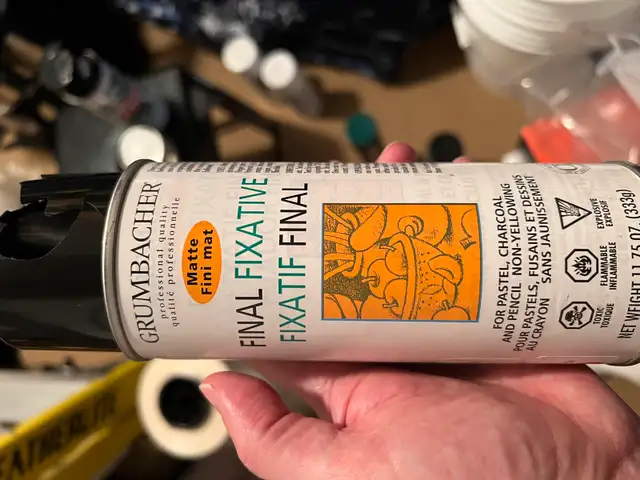 GRUMBACHER
professional quality
qualité professionnelle
Matte
Fini mat
FINAL FIXATIVE
FIXATIF FINAL
FOR PASTEL, CHARCOAL
AND PENCIL NON-YELLOWING
POUR PASTELS, FUSAINS ET DESSINS
AU CRAYON SANS JAUNISSEMENT
EXPLOSIVE
EXPLOSIF
FLAMMABLE
INFLAMMABLE
TOXIC
TOXIQUE
NET WEIGHT 11.75 OZ. (333g)